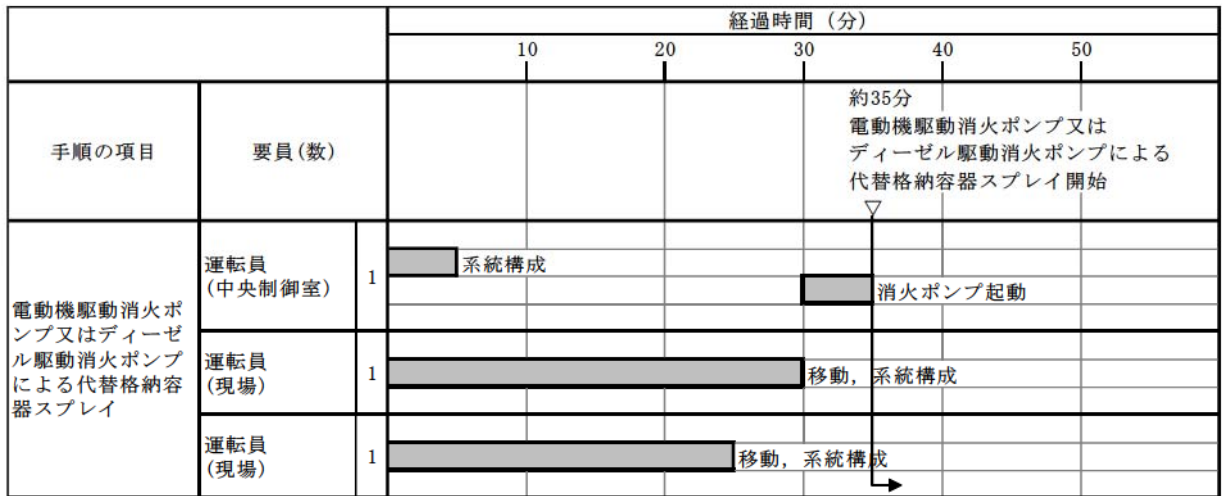 経過時間（分）
10 20 30 40 50
手順の項目
要員(数)
約35分
電動機駆動消火ポンプ又は
ディーゼル駆動消火ポンプによる
代替格納容器スプレイ開始
▽
電動機駆動消火ポ
ンプ又はディーゼ
ル駆動消火ポンプ
による代替格納容
器スプレイ
運転員
(中央制御室)
1
系統構成
消火ポンプ起動
運転員
(現場)
1
移動，系統構成
運転員
(現場)
1
移動，系統構成